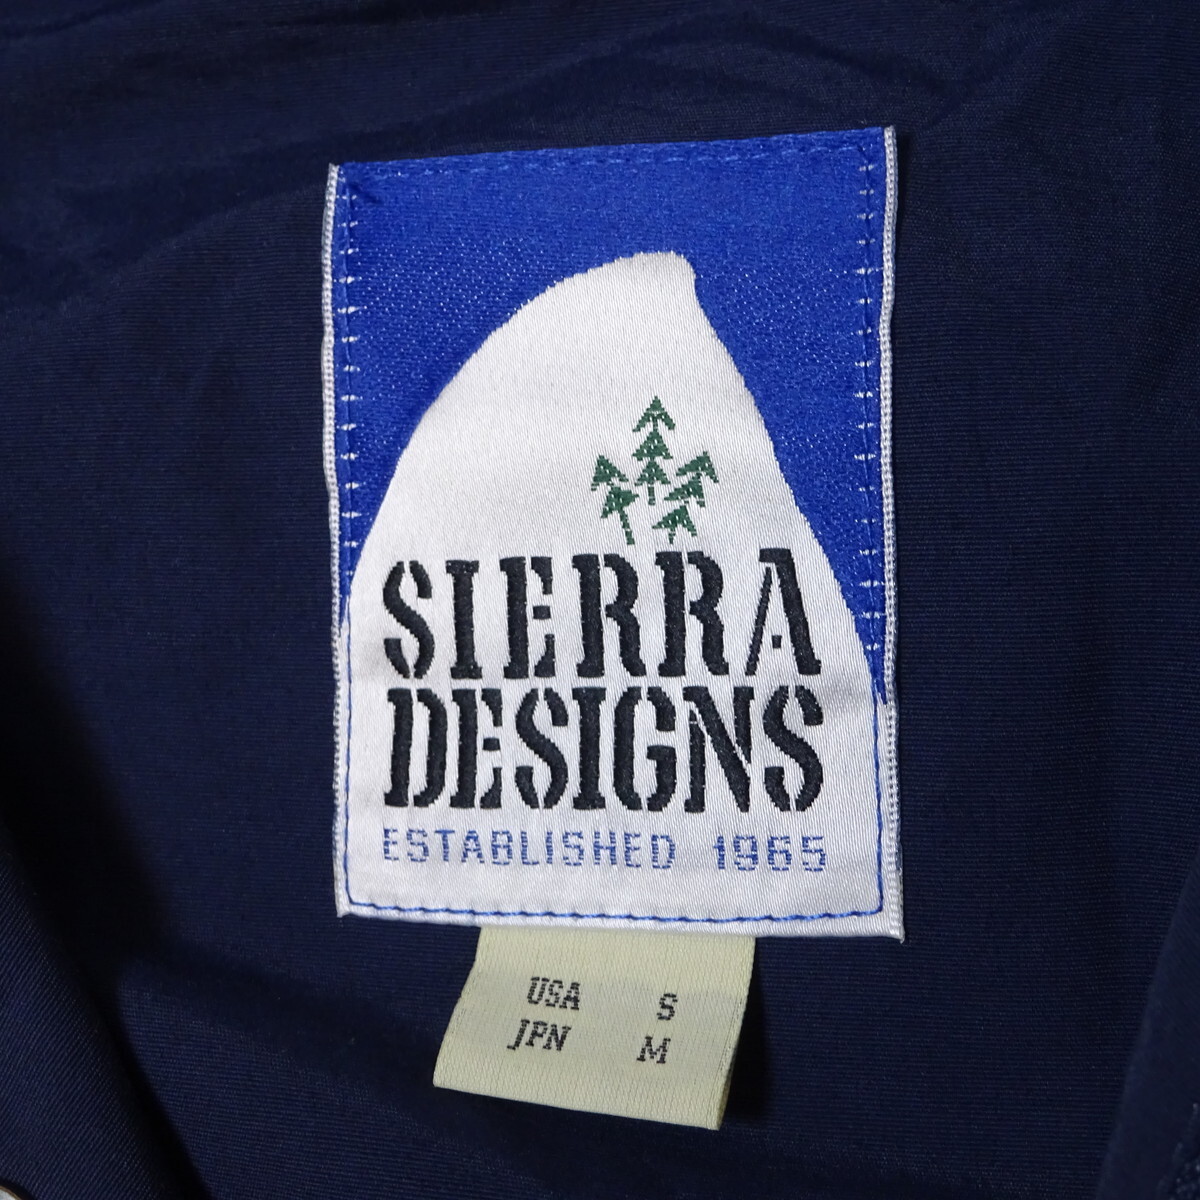 SIERRA
DESIGNS
ESTABLISHED 1965
USA S
JPN M